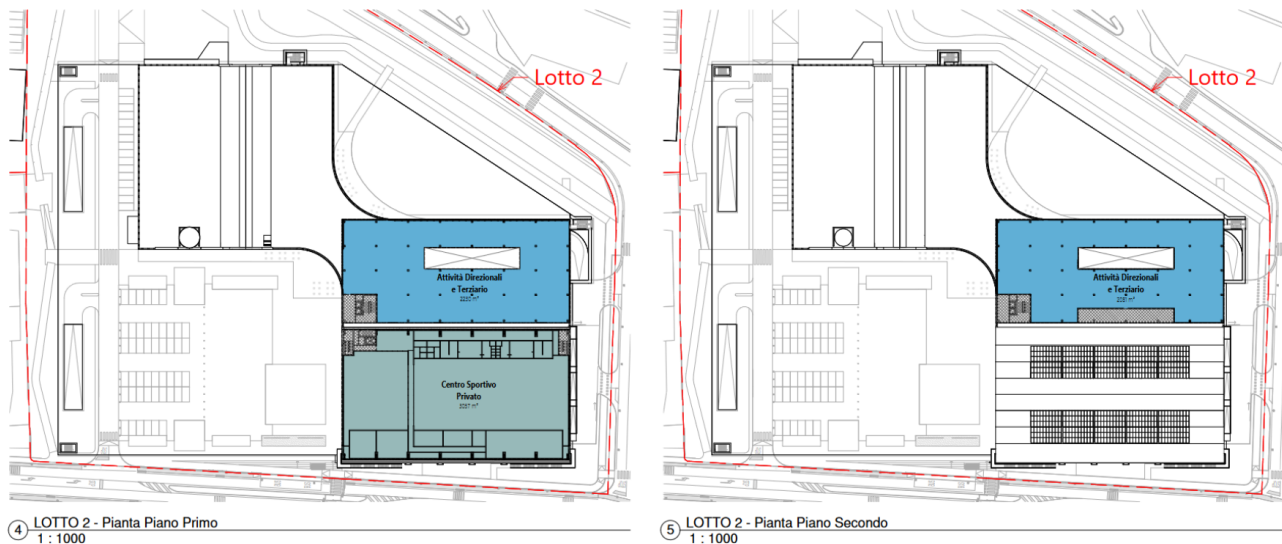 Lotto 2
Attività Direzionali
e Terziario
Centro Sportivo
Privato
4 LOTTO 2 - Pianta Piano Primo
1 : 1000
Lotto 2
Attività Direzionali
e Terziario
5 LOTTO 2 - Pianta Piano Secondo
1 : 1000